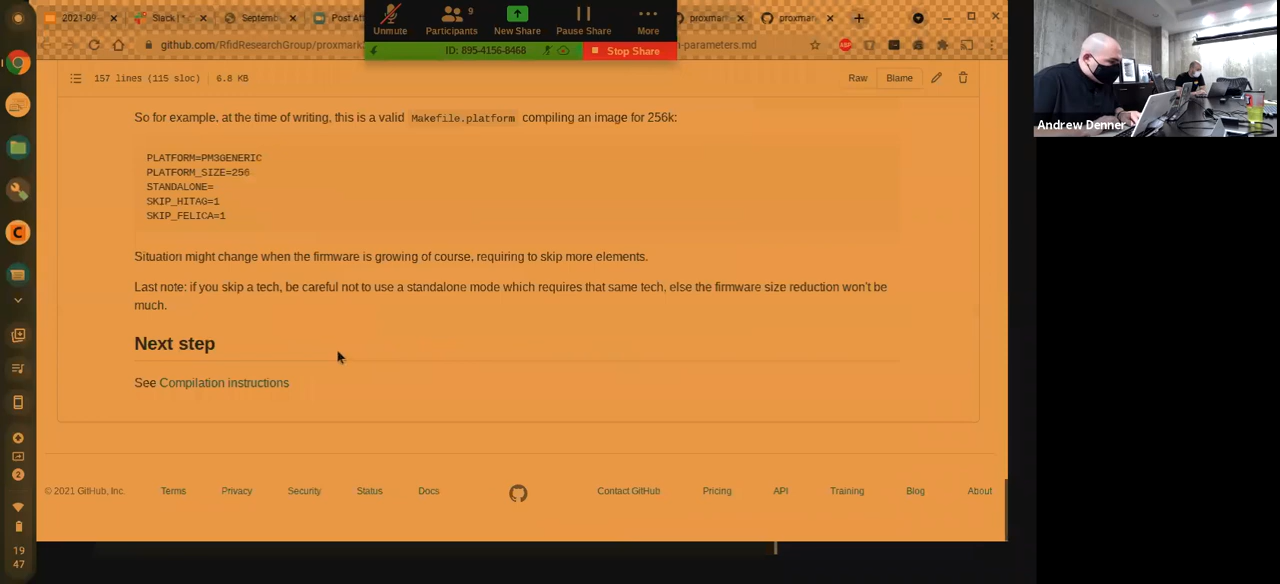 2021-09-
Slack | *
Septemb
Post Att
proxmar
proxmar
Unmute
Participants
9
New Share
Pause Share
More
ID: 895-4156-8468
Stop Share
github.com/RfidResearchGroup/proxmark
n-parameters.md
ABP
157 lines (115 sloc)
6.8 KB
Raw
Blame
So for example, at the time of writing, this is a valid Makefile.platform compiling an image for 256k:
PLATFORM=PM3GENERIC
PLATFORM_SIZE=256
STANDALONE=
SKIP_HITAG=1
SKIP_FELICA=1
Situation might change when the firmware is growing of course, requiring to skip more elements.
Last note: if you skip a tech, be careful not to use a standalone mode which requires that same tech, else the firmware size reduction won't be
much.
Next step
See Compilation instructions
© 2021 GitHub, Inc.
Terms
Privacy
Security
Status
Docs
Contact GitHub
Pricing
API
Training
Blog
About
2
19
47
Andrew Denner